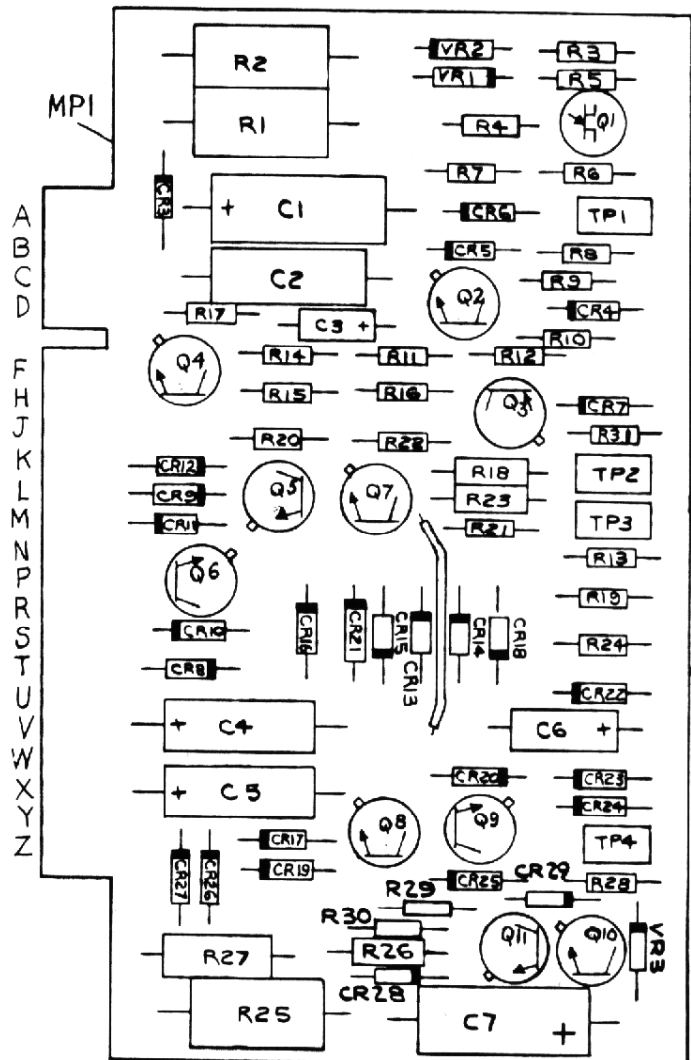 R2
VR2
R3
VR1
R5
MP1
R1
R4
Q1
R7
R6
CR31
+ C1
CR6
TP1
A
B
C
D
CR5
R8
C2
R9
Q2
CR4
R17
C3 +
R10
Q4
R14
R11
R12
F
H
J
K
L
M
N
P
R
S
T
U
V
W
X
Y
Z
R15
R16
Q3
CR7
R31
R20
R22
CR12
R18
TP2
CR9
Q5
Q7
R23
CR11
R21
TP3
R13
Q6
R19
CR10
CR16
CR21
CR15
CR13
CR14
CR18
R24
CR8
CR22
+ C4
C6 +
+ C5
CR20
CR23
CR24
Q8
Q9
CR17
TP4
CR27
CR26
CR19
CR25
CR29
R28
R29
R30
Q11
Q10
VR3
R27
R26
CR28
R25
C7 +